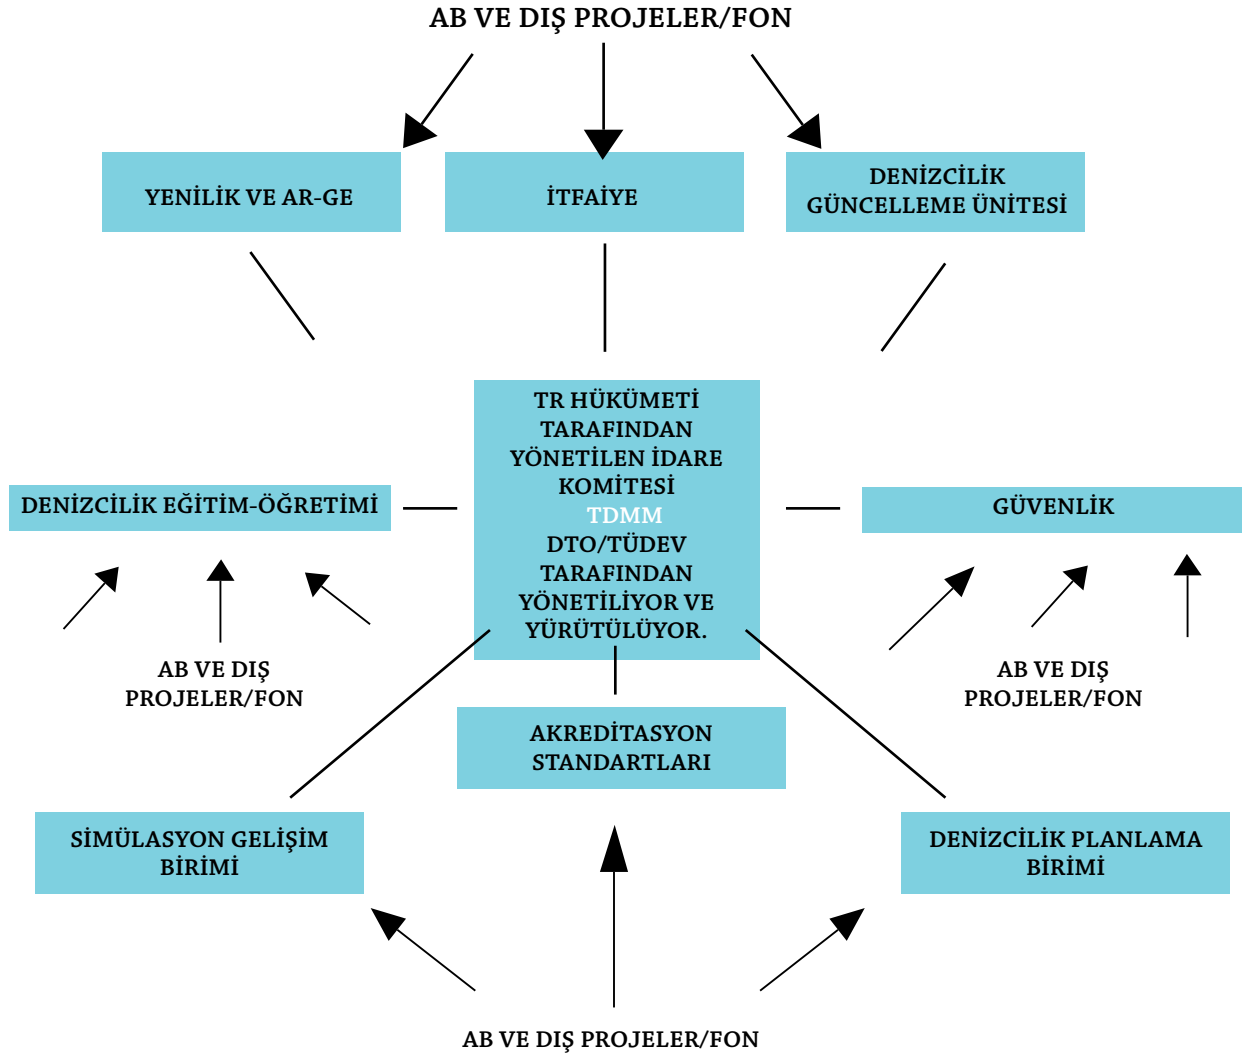 AB VE DIŞ PROJELER/FON
YENİLİK VE AR-GE
İTFAİYE
DENİZCİLİK
GÜNCELLEME ÜNİTESİ
TR HÜKÜMETİ
TARAFINDAN
YÖNETİLEN İDARE
KOMİTESİ
TDMM
DTO/TÜDEV
TARAFINDAN
YÖNETİLİYOR VE
YÜRÜTÜLÜYOR.
DENİZCİLİK EĞİTİM-ÖĞRETİMİ
GÜVENLİK
AB VE DIŞ
PROJELER/FON
AB VE DIŞ
PROJELER/FON
AKREDİTASYON
STANDARTLARI
SİMÜLASYON GELİŞİM
BİRİMİ
DENİZCİLİK PLANLAMA
BİRİMİ
AB VE DIŞ PROJELER/FON